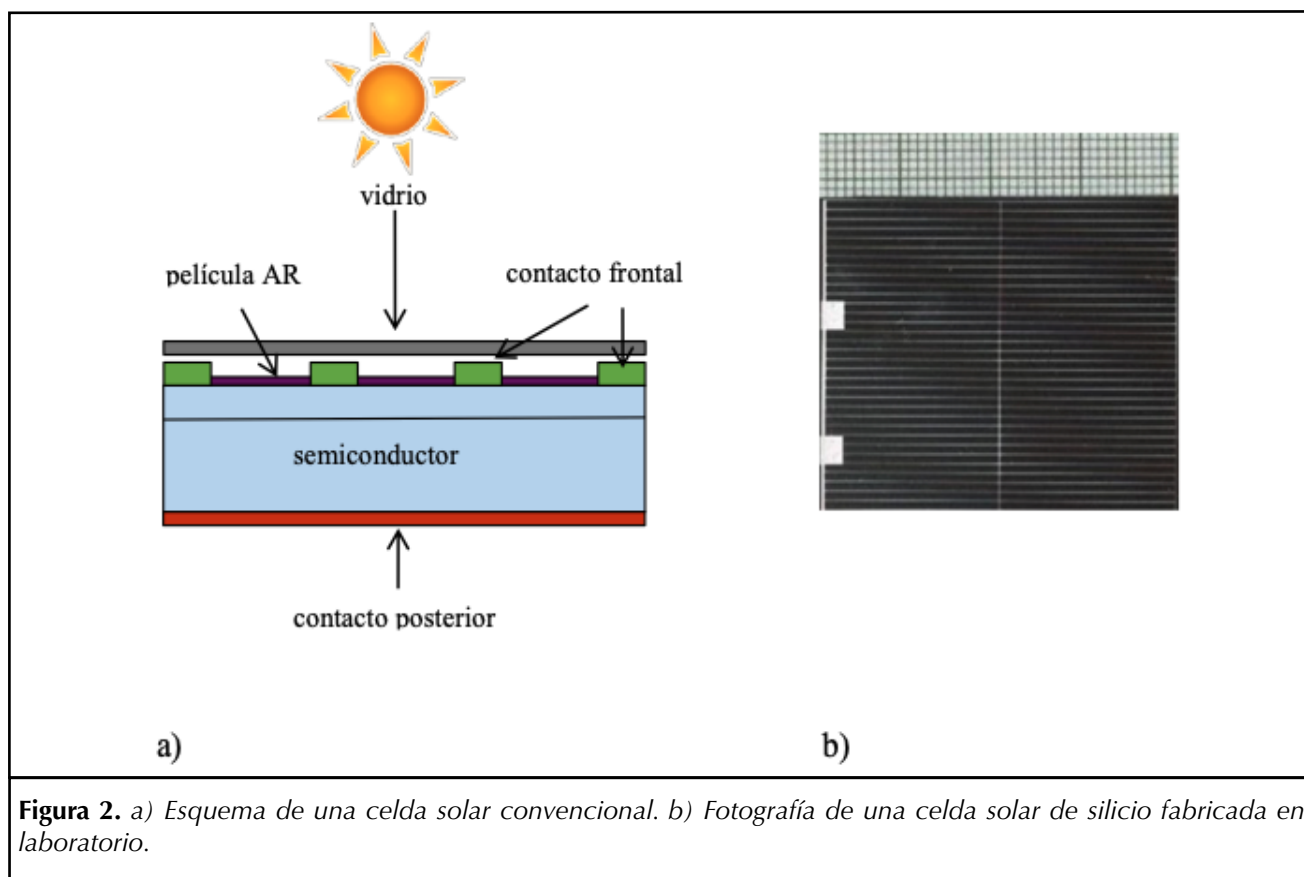 vidrio
película AR
contacto frontal
semiconductor
contacto posterior
a)
b)
Figura 2. a) Esquema de una celda solar convencional. b) Fotografía de una celda solar de silicio fabricada en
laboratorio.